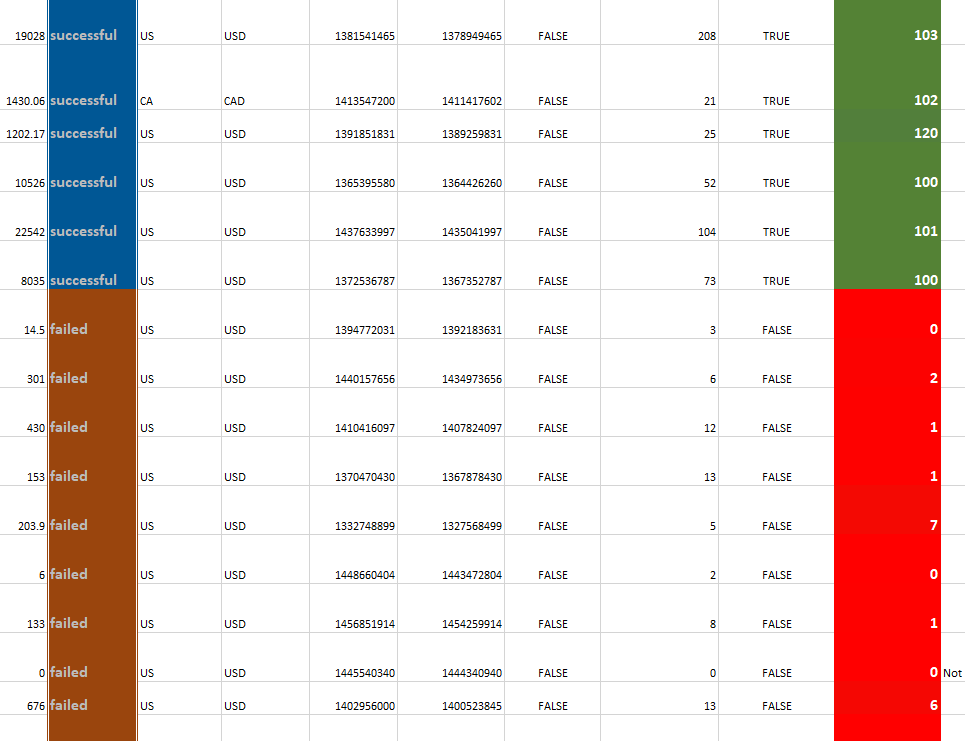 19028 successful US USD 1381541465 1378949465 FALSE 208 TRUE 103
1430.06 successful CA CAD 1413547200 1411417602 FALSE 21 TRUE 102
1202.17 successful US USD 1391851831 1389259831 FALSE 25 TRUE 120
10526 successful US USD 1365395580 1364426260 FALSE 52 TRUE 100
22542 successful US USD 1437633997 1435041997 FALSE 104 TRUE 101
8035 successful US USD 1372536787 1367352787 FALSE 73 TRUE 100
14.5 failed US USD 1394772031 1392183631 FALSE 3 FALSE 0
301 failed US USD 1440157656 1434973656 FALSE 6 FALSE 2
430 failed US USD 1410416097 1407824097 FALSE 12 FALSE 1
153 failed US USD 1370470430 1367878430 FALSE 13 FALSE 1
203.9 failed US USD 1332748899 1327568499 FALSE 5 FALSE 7
6 failed US USD 1448660404 1443472804 FALSE 2 FALSE 0
133 failed US USD 1456851914 1454259914 FALSE 8 FALSE 1
0 failed US USD 1445540340 1444340940 FALSE 0 FALSE 0 Not
676 failed US USD 1402956000 1400523845 FALSE 13 FALSE 6